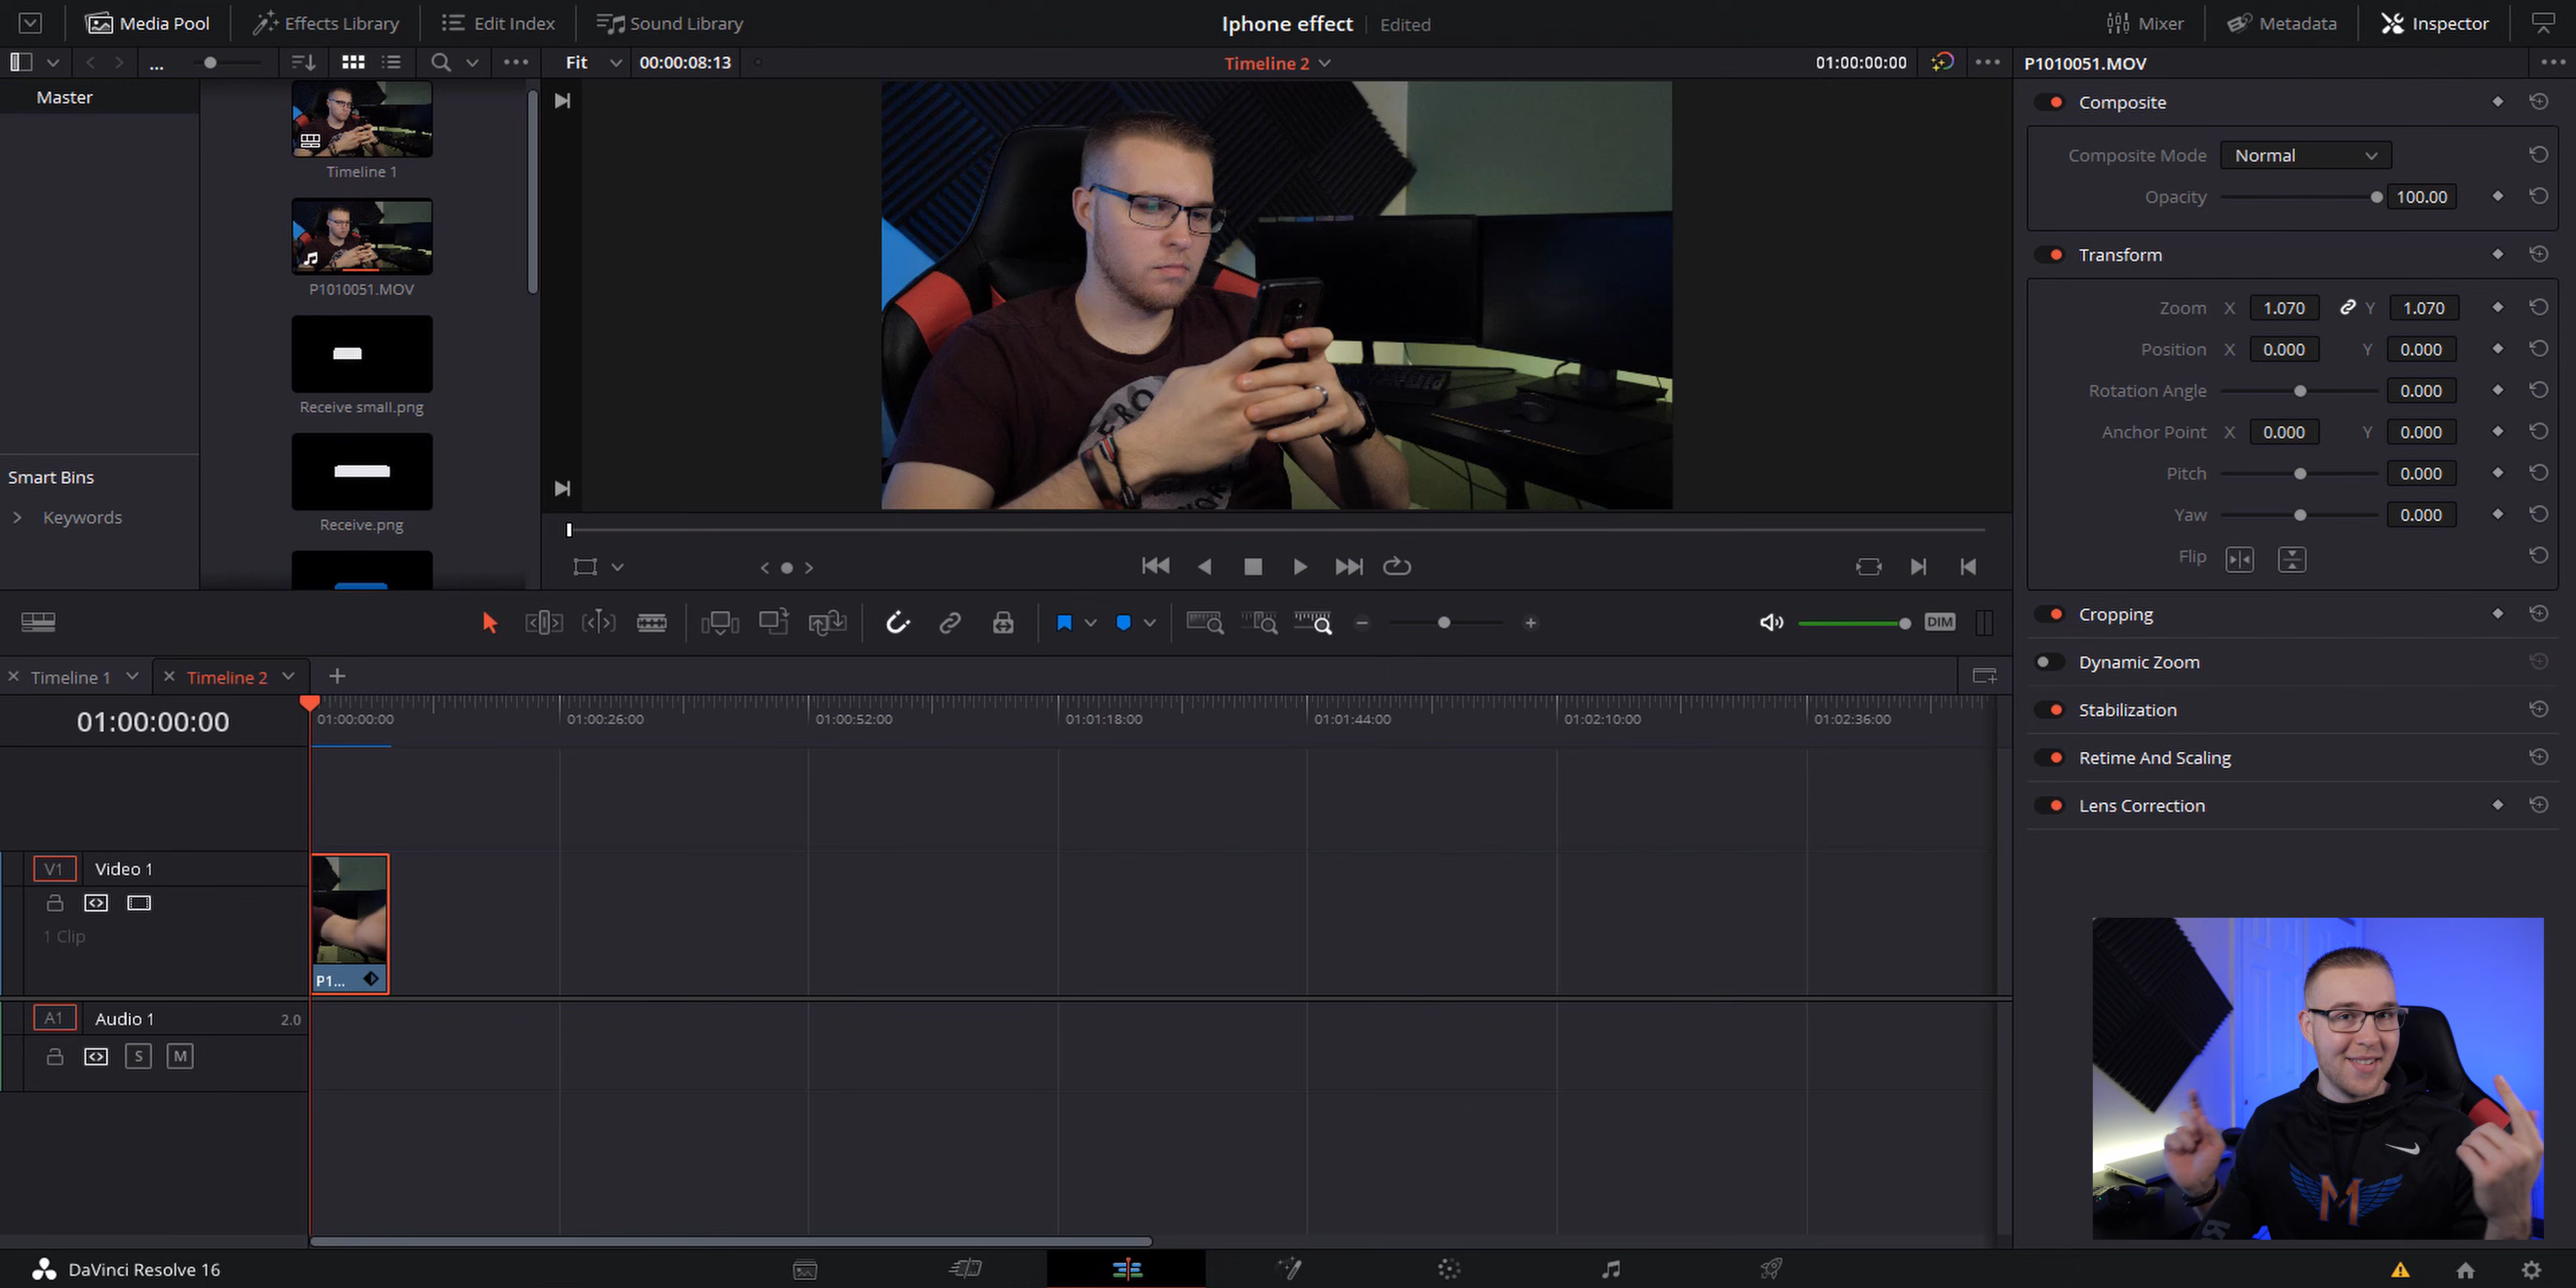 Media Pool
Effects Library
Edit Index
Sound Library
Iphone effect
Edited
Mixer
Metadata
Inspector
...
Fit
00:00:08:13
Timeline 2
01:00:00:00
P1010051.MOV
Master
Timeline 1
P1010051.MOV
Receive small.png
Receive.png
Smart Bins
Keywords
Composite
Composite Mode Normal
Opacity 100.00
Transform
Zoom X 1.070 Y 1.070
Position X 0.000 Y 0.000
Rotation Angle 0.000
Anchor Point X 0.000 Y 0.000
Pitch 0.000
Yaw 0.000
Flip
Cropping
Dynamic Zoom
Stabilization
Retime And Scaling
Lens Correction
DIM
Timeline 1
Timeline 2
01:00:00:00
01:00:00:00
01:00:26:00
01:00:52:00
01:01:18:00
01:01:44:00
01:02:10:00
01:02:36:00
V1 Video 1
1 Clip
P1...
A1 Audio 1 2.0
S M
M
DaVinci Resolve 16